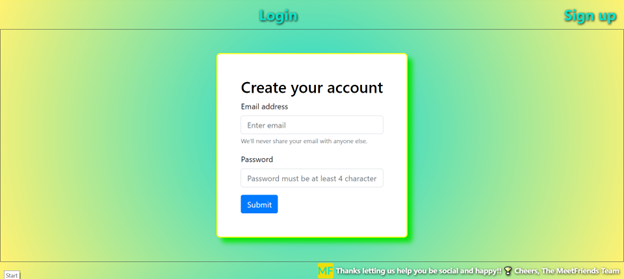 Login
Sign up
Create your account
Email address
Enter email
We'll never share your email with anyone else.
Password
Password must be at least 4 character
Submit
Start
MF Thanks letting us help you be social and happy!! 🏆 Cheers, The MeetFriends Team